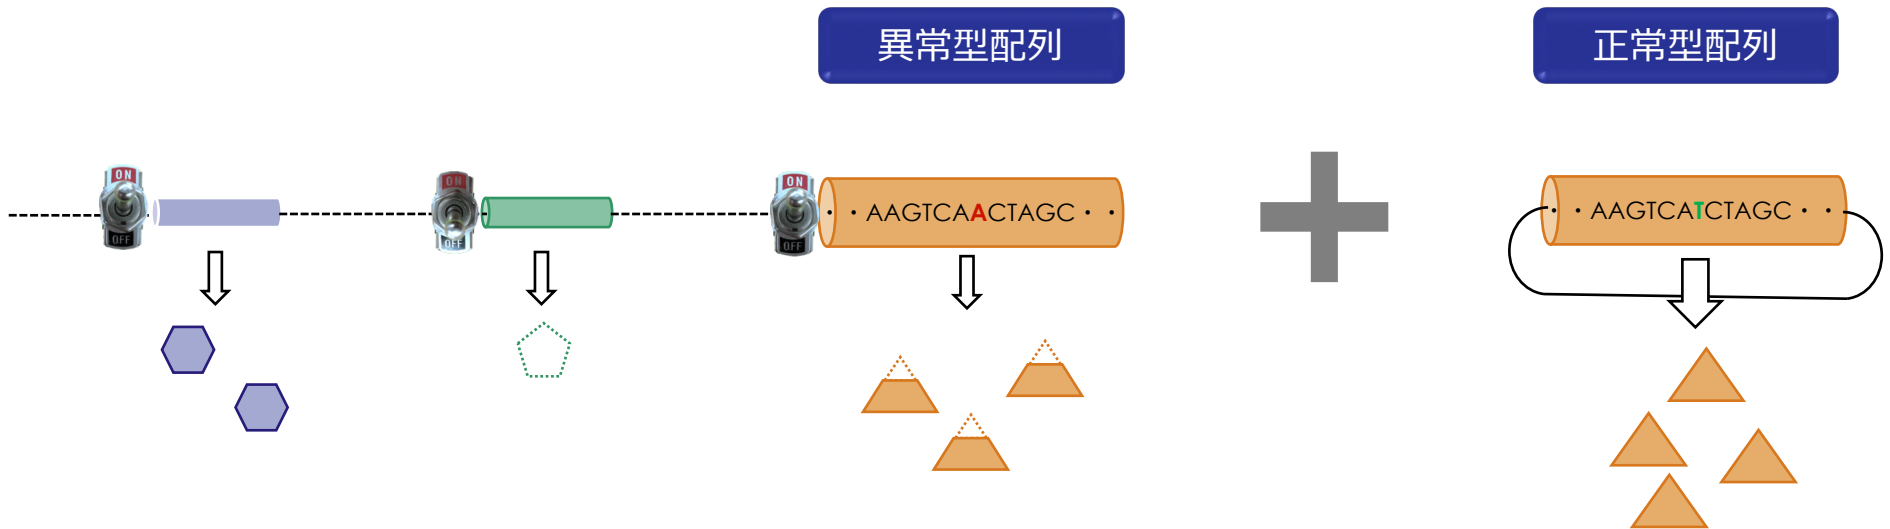 異常型配列
正常型配列
ON
OFF
ON
OFF
ON
OFF
・・AAGTCAACTAGC・・
・・AAGTCATCTAGC・・